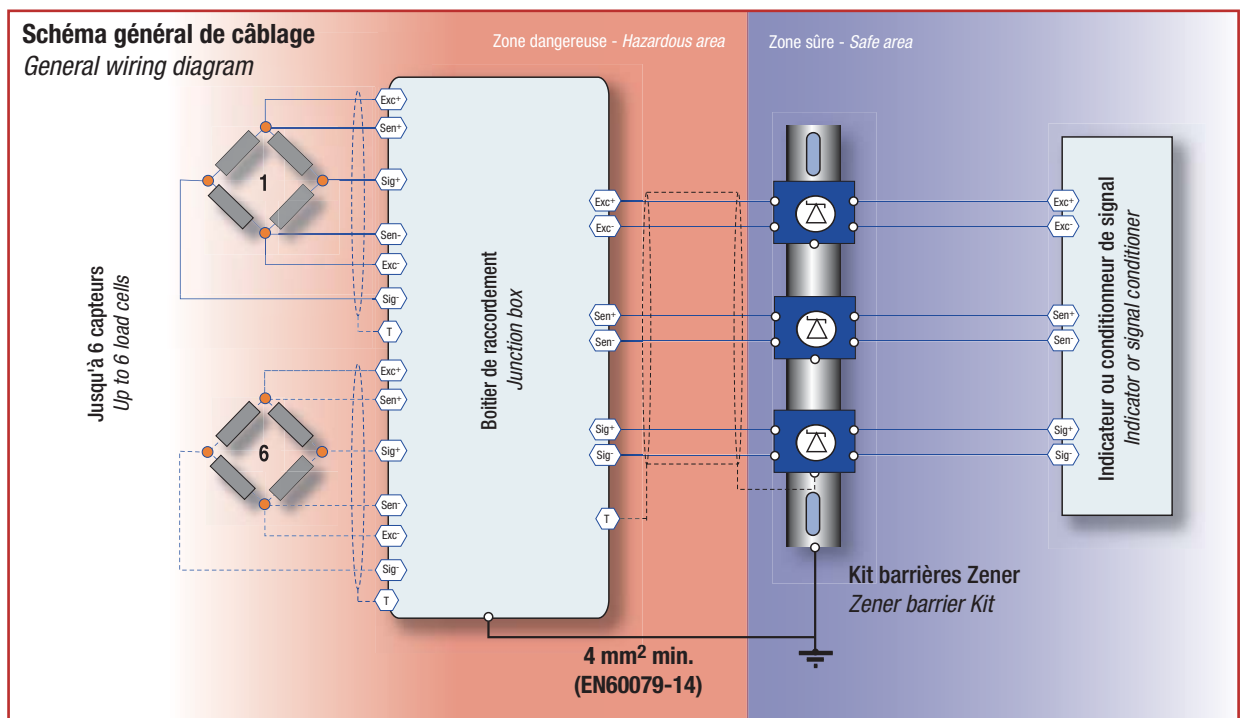 Schéma général de câblage
General wiring diagram
Zone dangereuse - Hazardous area
Zone sûre - Safe area
Jusqu'à 6 capteurs
Up to 6 load cells
1
Exc+
Sen+
Sig+
Sen-
Exc-
Sig-
T
6
Exc+
Sen+
Sig+
Sen-
Exc-
Sig-
T
Boitier de raccordement
Junction box
Exc+
Exc-
Sen+
Sen-
Sig+
Sig-
T
Exc+
Exc-
Sen+
Sen-
Sig+
Sig-
Indicateur ou conditionneur de signal
Indicator or signal conditioner
Kit barrières Zener
Zener barrier Kit
4 mm² min.
(EN60079-14)